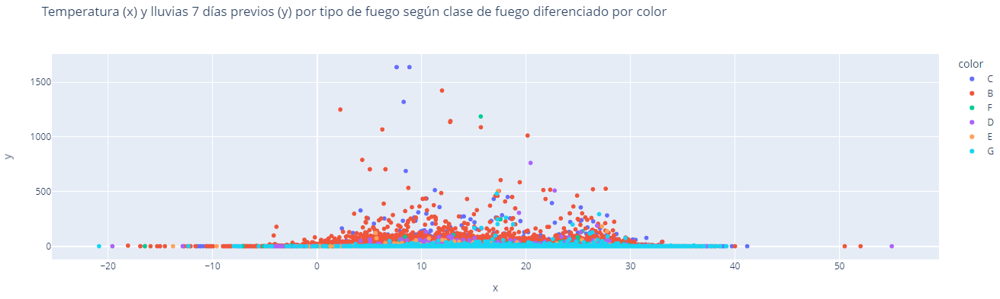 Temperatura (x) y lluvias 7 días previos (y) por tipo de fuego según clase de fuego diferenciado por color
color
C
B
F
D
E
G
1500
1000
500
0
y
−20
−10
0
10
20
30
40
50
x